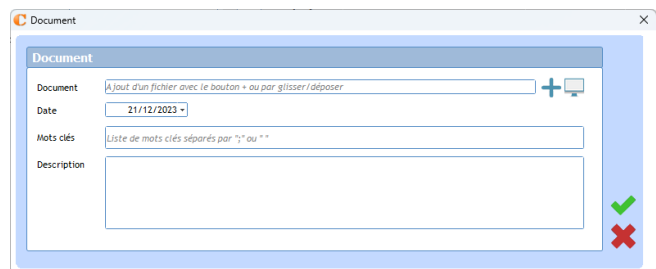 Document
Document
Document Ajout d'un fichier avec le bouton + ou par glisser/déposer
Date 21/12/2023
Mots clés Liste de mots clés séparés par ";" ou " "
Description